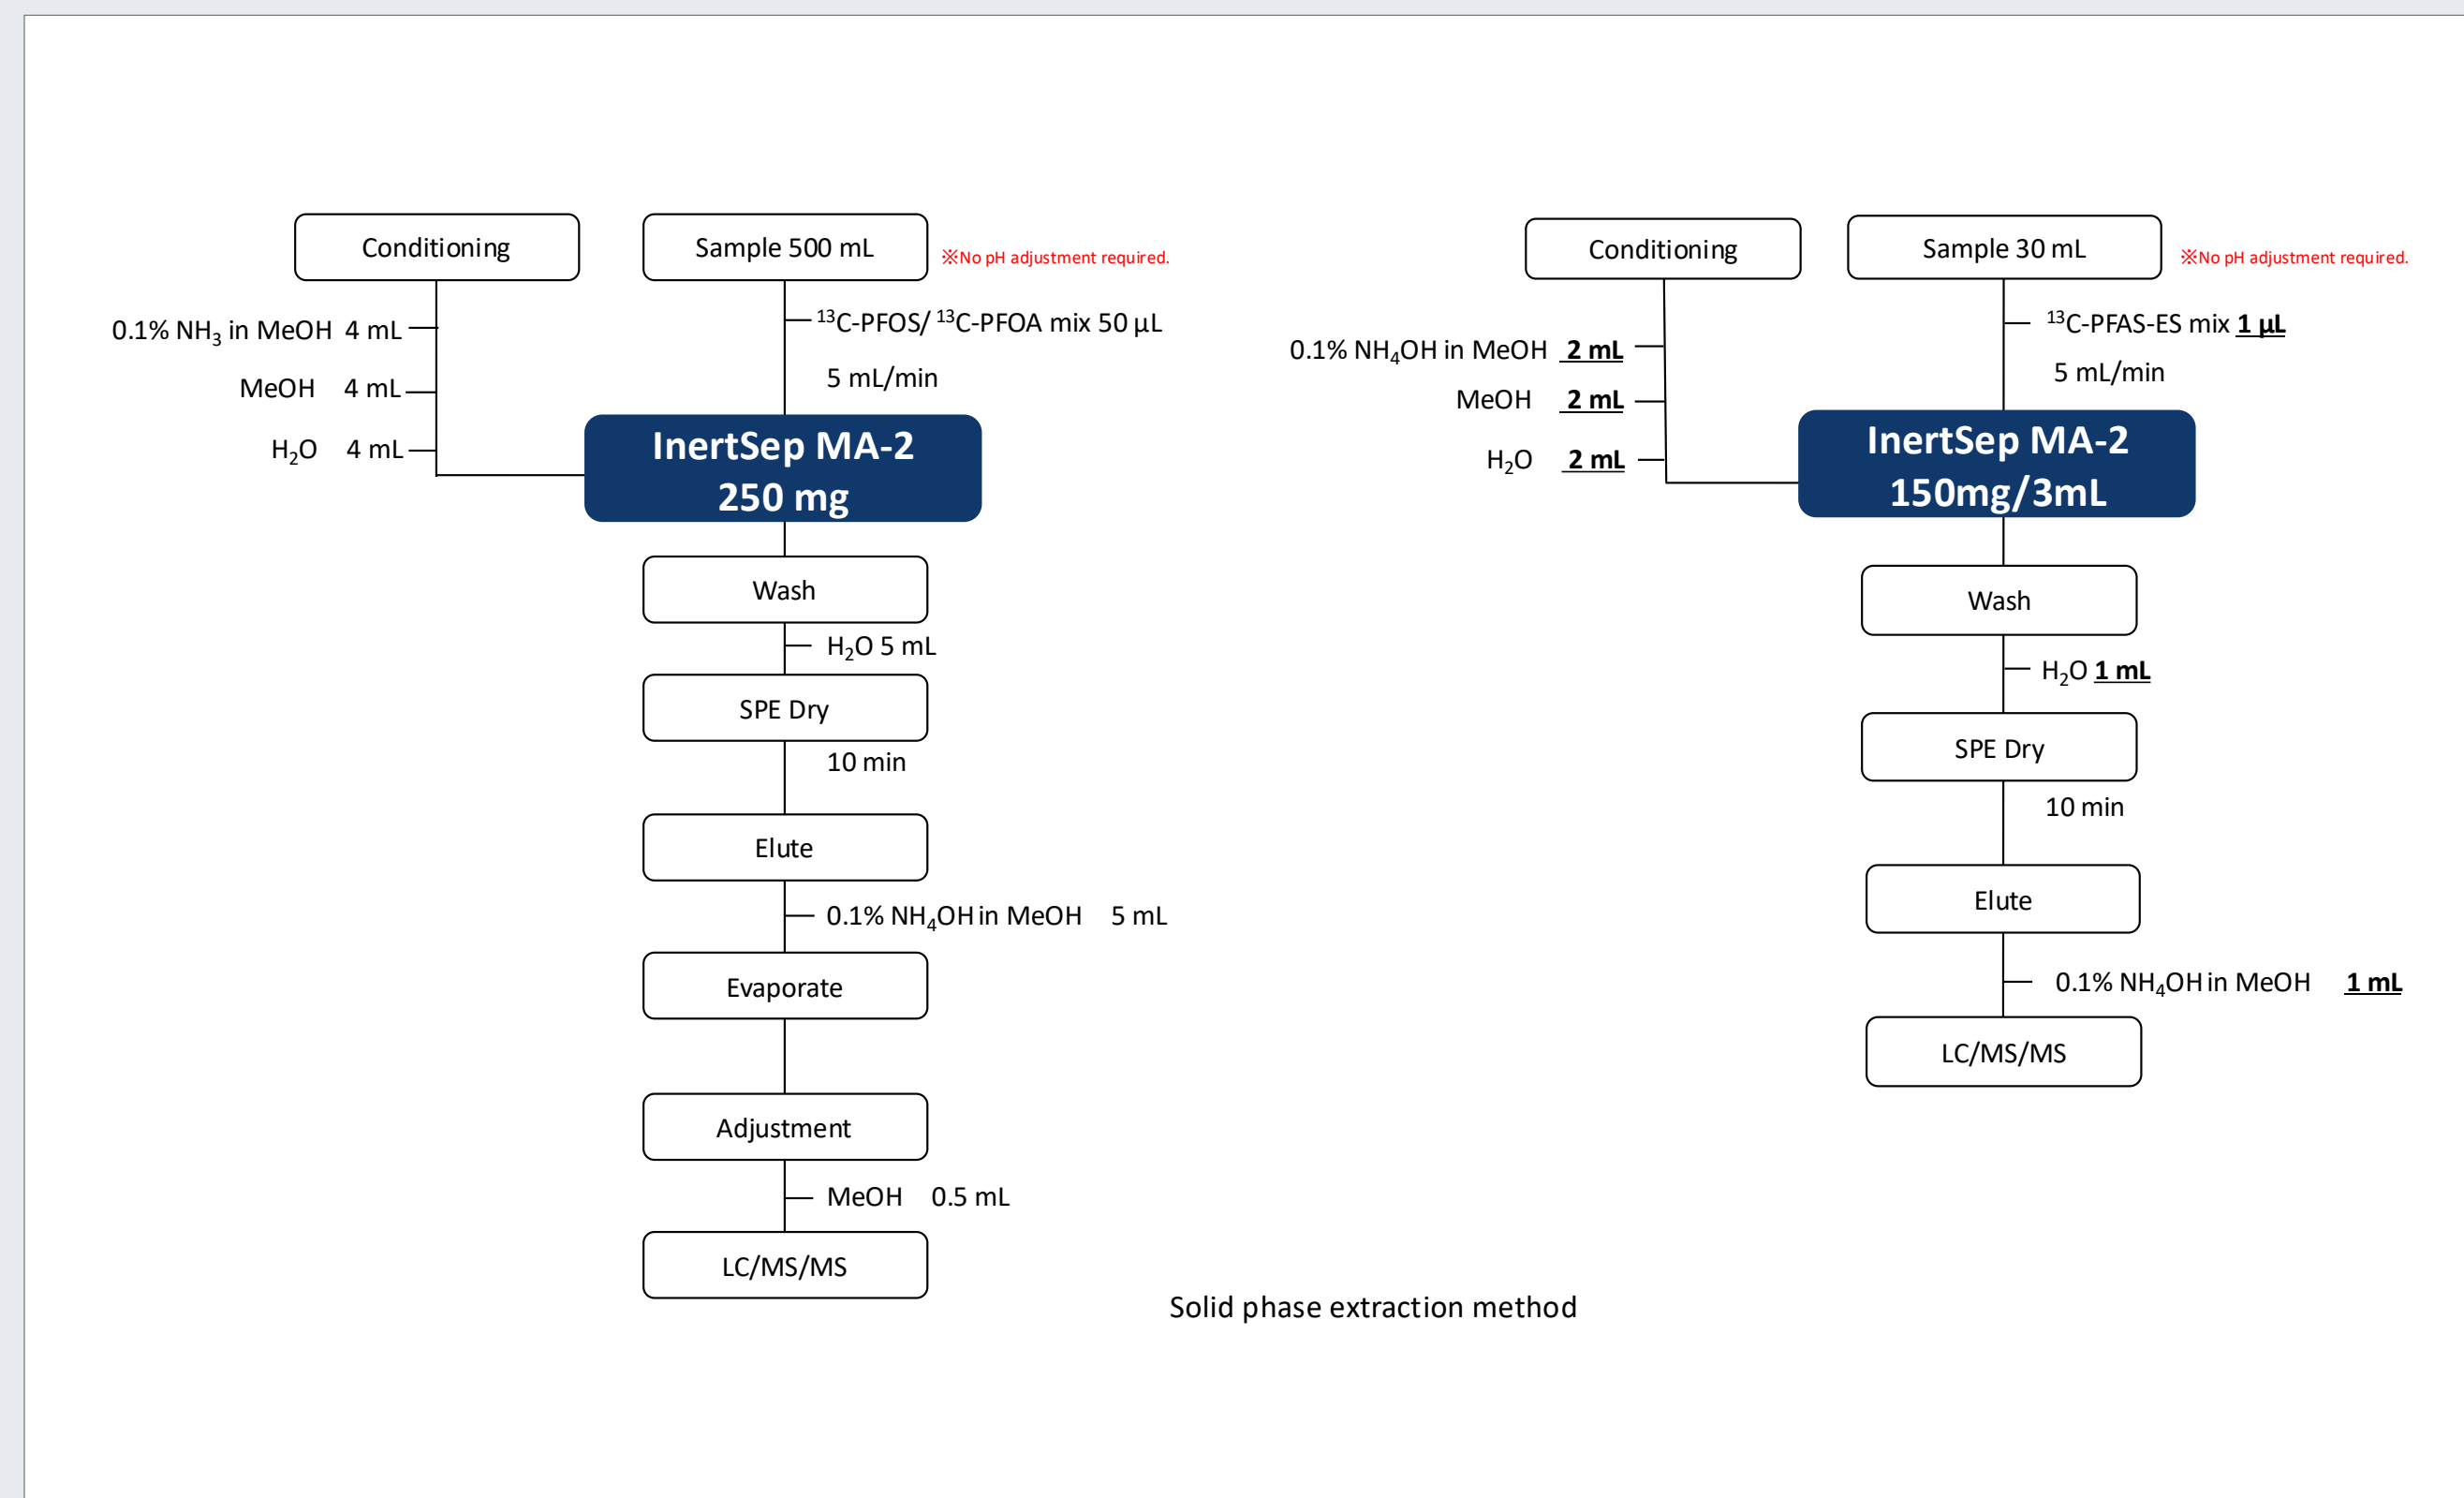 Conditioning
Sample 500 mL
※No pH adjustment required.
0.1% NH₃ in MeOH 4 mL
MeOH 4 mL
H₂O 4 mL
¹³C-PFOS/ ¹³C-PFOA mix 50 µL
5 mL/min
InertSep MA-2
250 mg
Wash
H₂O 5 mL
SPE Dry
10 min
Elute
0.1% NH₄OH in MeOH 5 mL
Evaporate
Adjustment
MeOH 0.5 mL
LC/MS/MS
Conditioning
Sample 30 mL
※No pH adjustment required.
0.1% NH₄OH in MeOH 2 mL
MeOH 2 mL
H₂O 2 mL
¹³C-PFAS-ES mix 1 µL
5 mL/min
InertSep MA-2
150mg/3mL
Wash
H₂O 1 mL
SPE Dry
10 min
Elute
0.1% NH₄OH in MeOH 1 mL
LC/MS/MS
Solid phase extraction method